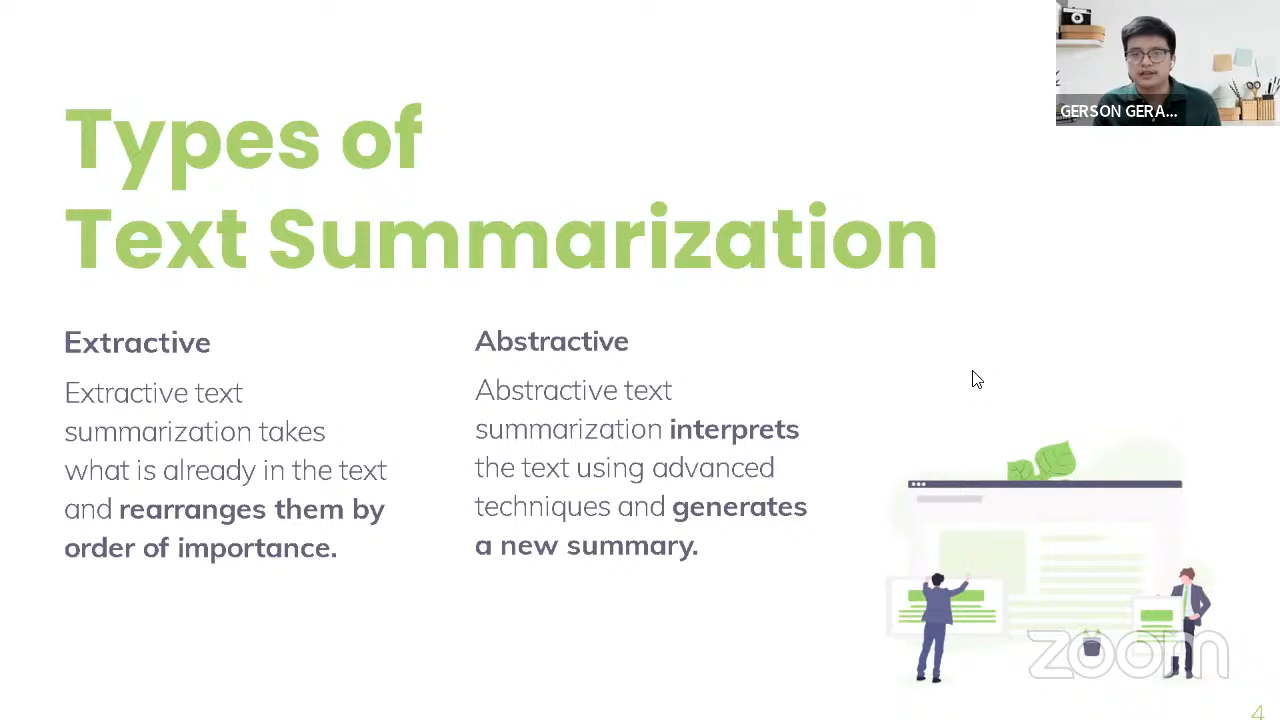 GERSON GERA...
Types of
Text Summarization
Extractive
Extractive text
summarization takes
what is already in the text
and rearranges them by
order of importance.
Abstractive
Abstractive text
summarization interprets
the text using advanced
techniques and generates
a new summary.
zoom
4